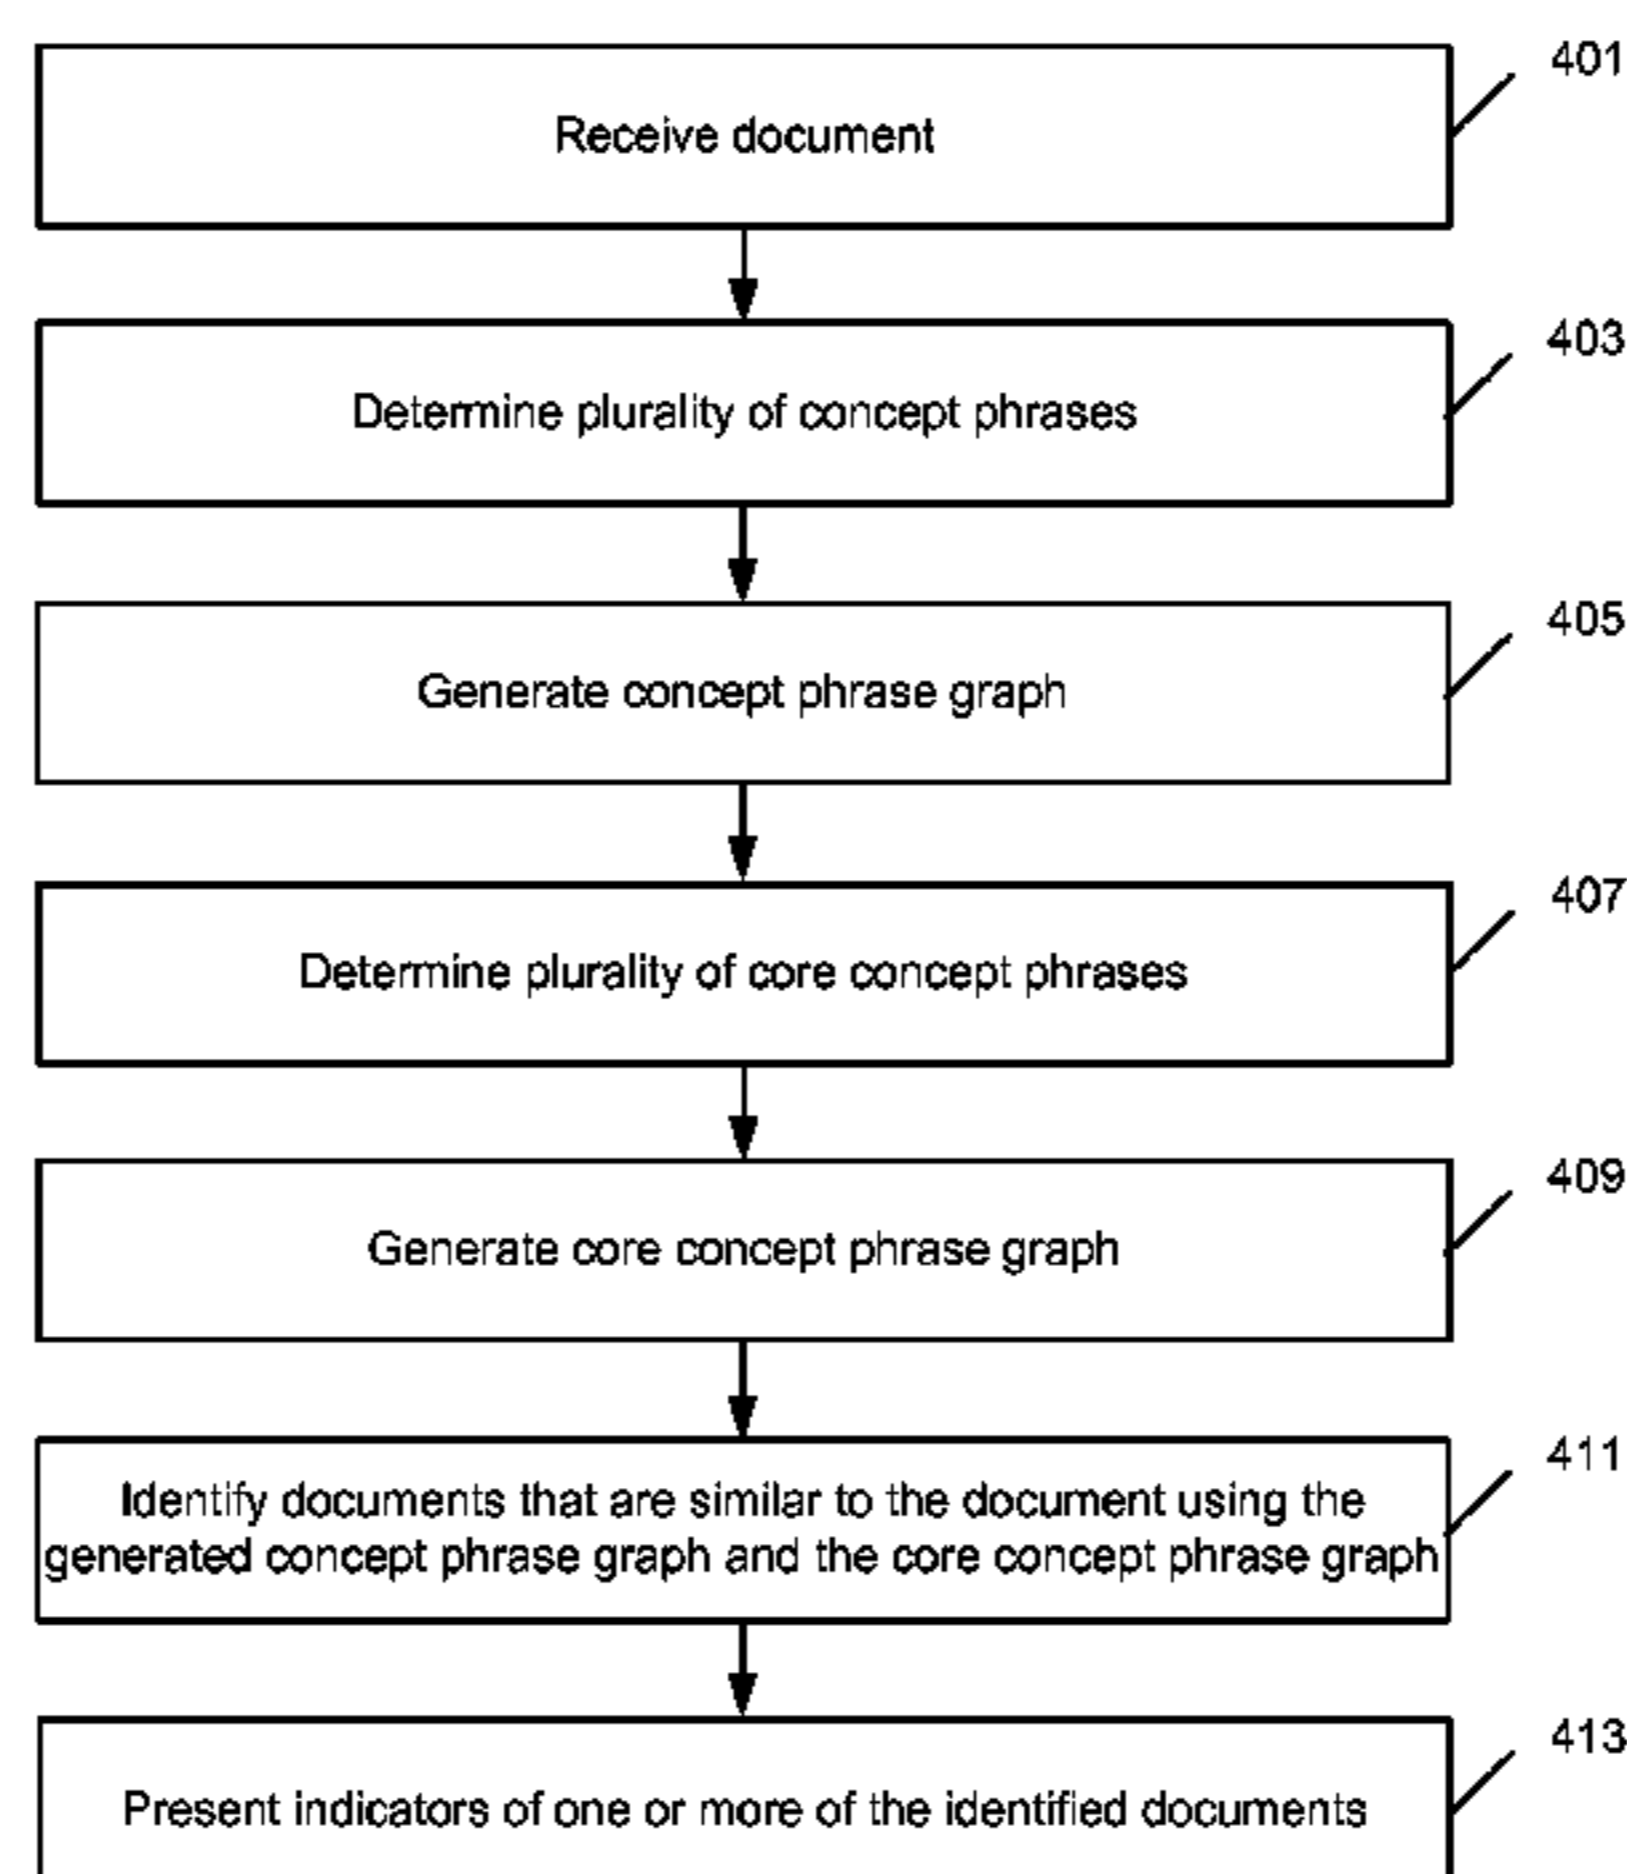 401
Receive document
403
Determine plurality of concept phrases
405
Generate concept phrase graph
407
Determine plurality of core concept phrases
409
Generate core concept phrase graph
411
Identify documents that are similar to the document using the
generated concept phrase graph and the core concept phrase graph
413
Present indicators of one or more of the identified documents